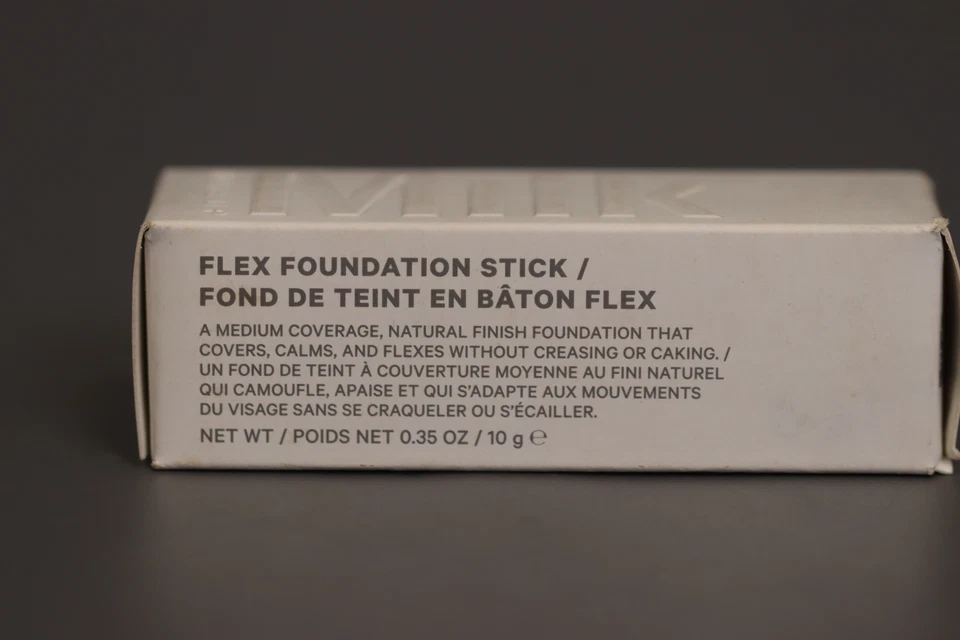 Milk
FLEX FOUNDATION STICK /
FOND DE TEINT EN BÂTON FLEX
A MEDIUM COVERAGE, NATURAL FINISH FOUNDATION THAT
COVERS, CALMS, AND FLEXES WITHOUT CREASING OR CAKING. /
UN FOND DE TEINT À COUVERTURE MOYENNE AU FINI NATUREL
QUI CAMOUFLE, APAISE ET QUI S'ADAPTE AUX MOUVEMENTS
DU VISAGE SANS SE CRAQUELER OU S'ÉCAILLER.
NET WT / POIDS NET 0.35 OZ / 10 g ℮